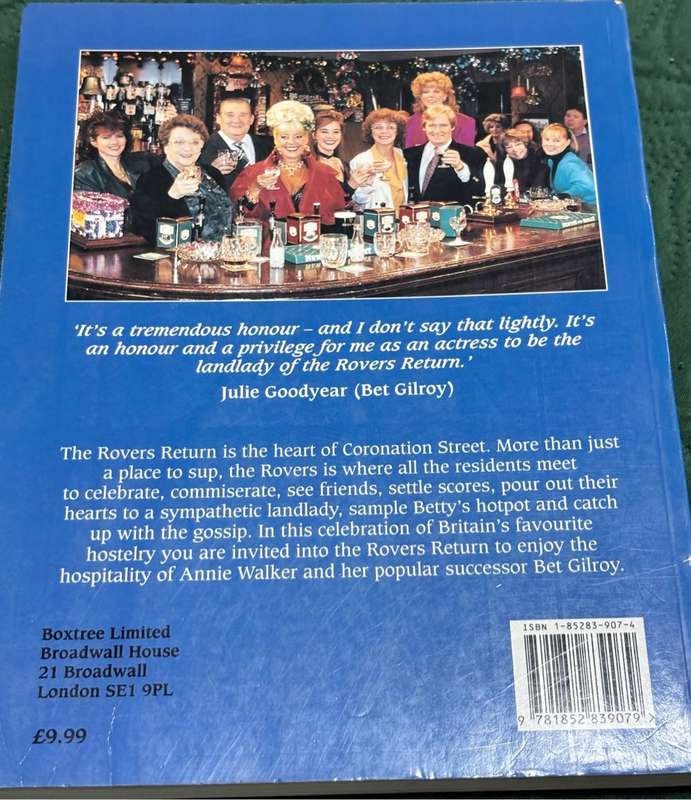 'It's a tremendous honour – and I don't say that lightly. It's
an honour and a privilege for me as an actress to be the
landlady of the Rovers Return.'
Julie Goodyear (Bet Gilroy)
The Rovers Return is the heart of Coronation Street. More than just
a place to sup, the Rovers is where all the residents meet
to celebrate, commiserate, see friends, settle scores, pour out their
hearts to a sympathetic landlady, sample Betty's hotpot and catch
up with the gossip. In this celebration of Britain's favourite
hostelry you are invited into the Rovers Return to enjoy the
hospitality of Annie Walker and her popular successor Bet Gilroy.
Boxtree Limited
Broadwall House
21 Broadwall
London SE1 9PL
£9.99
ISBN 1-85283-907-4
9 781852 839079 >